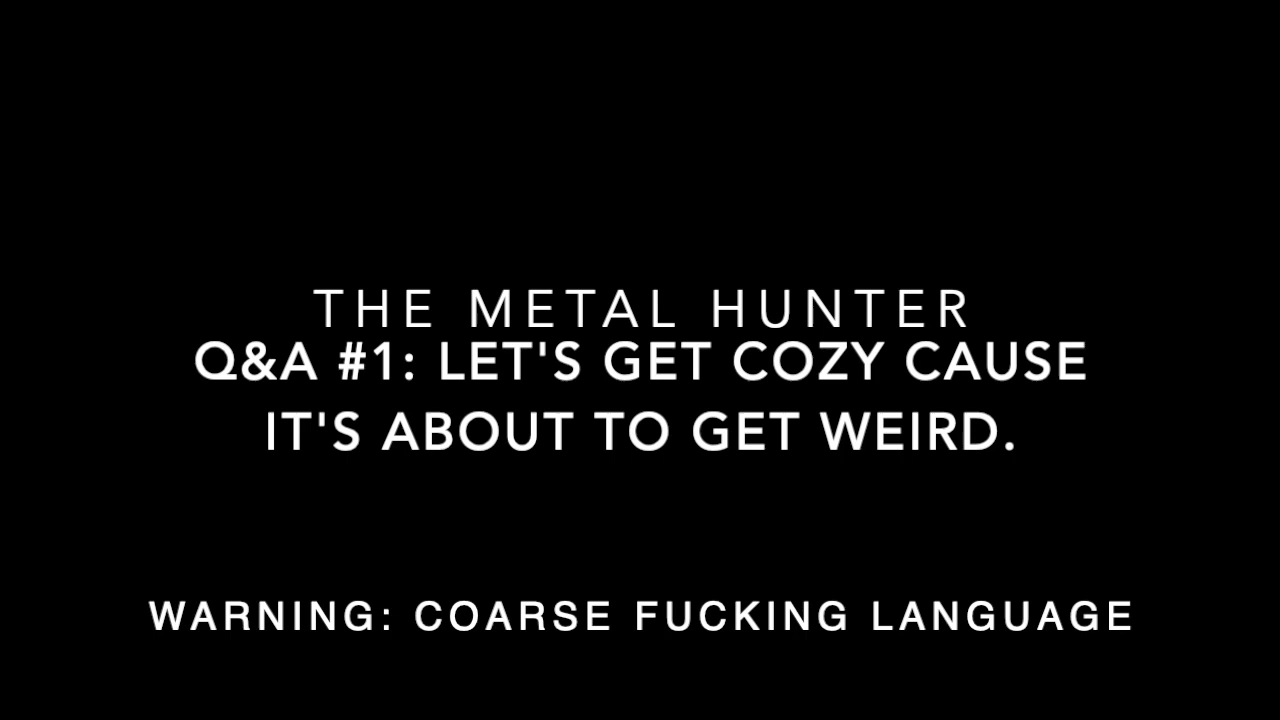 THE METAL HUNTER
Q&A #1: LET'S GET COZY CAUSE
IT'S ABOUT TO GET WEIRD.
WARNING: COARSE FUCKING LANGUAGE